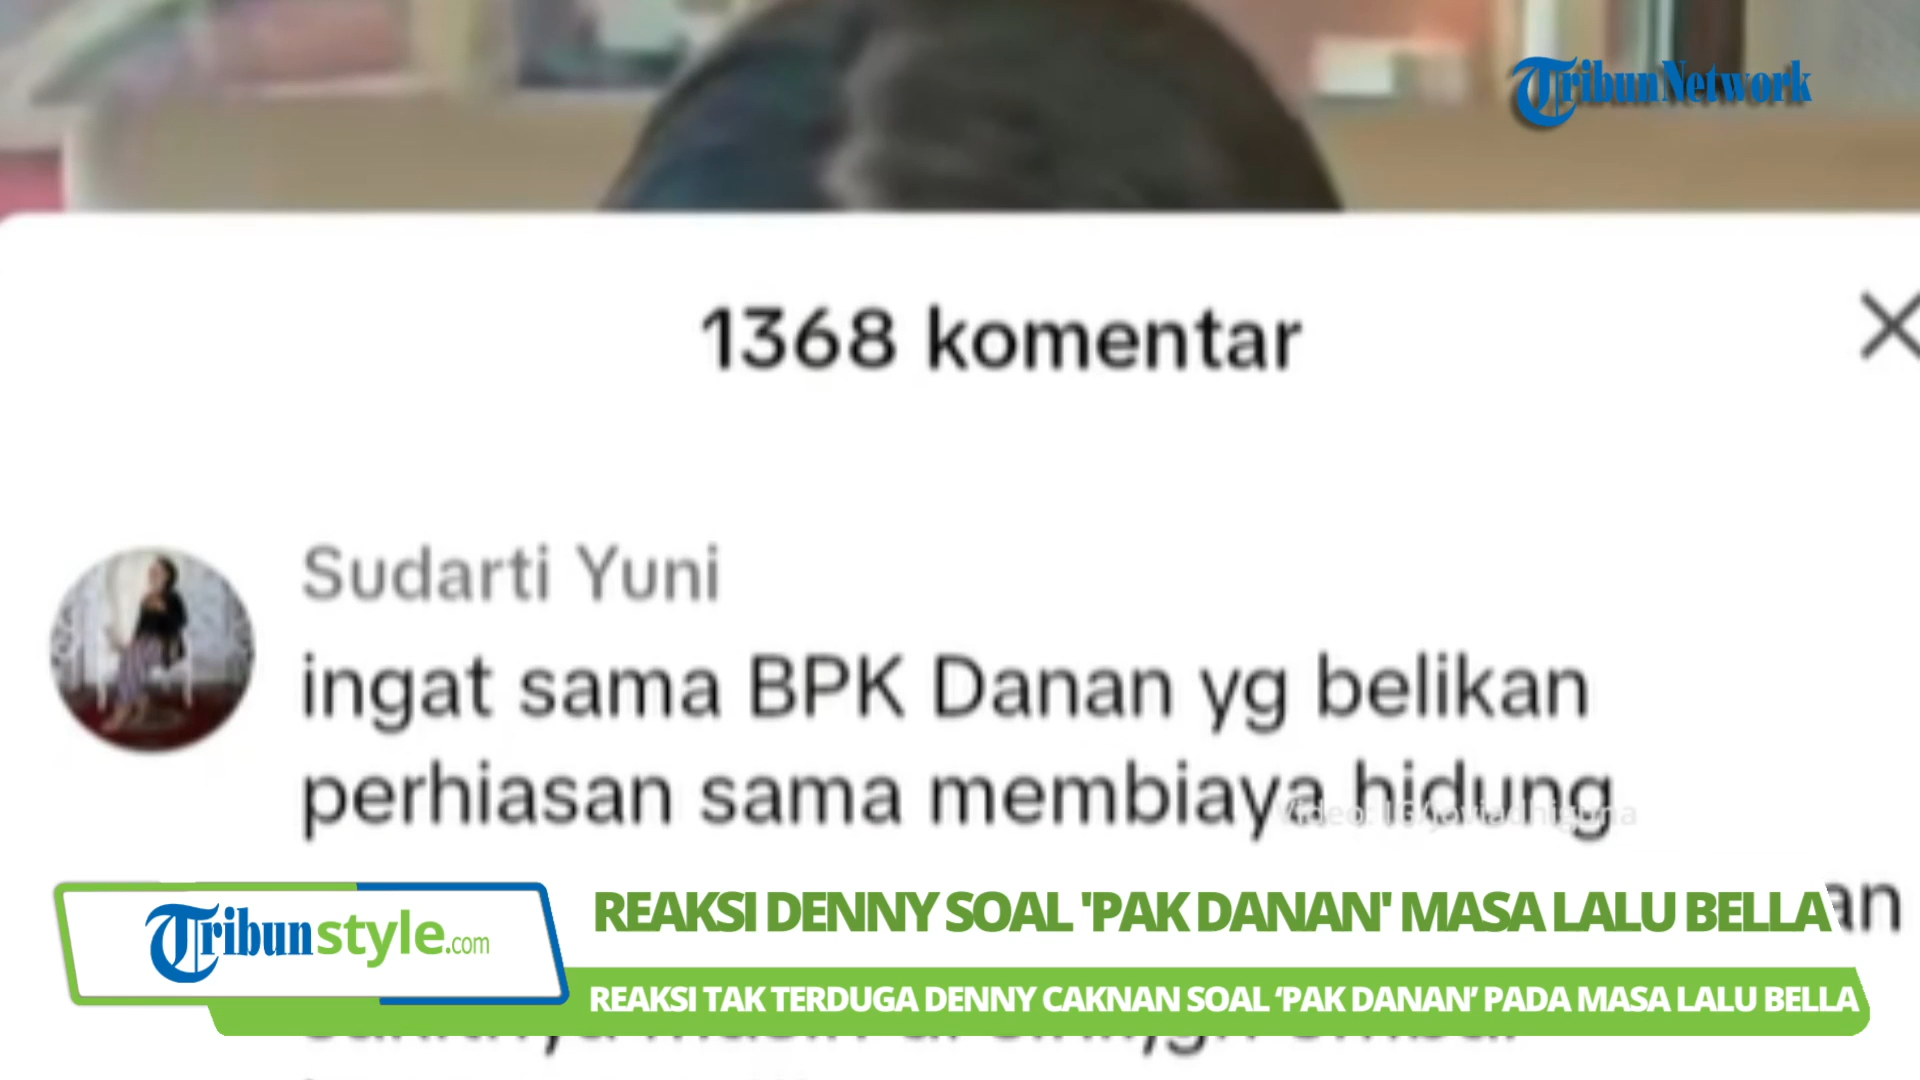 TribunNetwork
1368 komentar
Sudarti Yuni
ingat sama BPK Danan yg belikan
perhiasan sama membiaya hidung
an
REAKSI DENNY SOAL 'PAK DANAN' MASA LALU BELLA
Tribunstyle.com
REAKSI TAK TERDUGA DENNY CAKNAN SOAL ‘PAK DANAN’ PADA MASA LALU BELLA